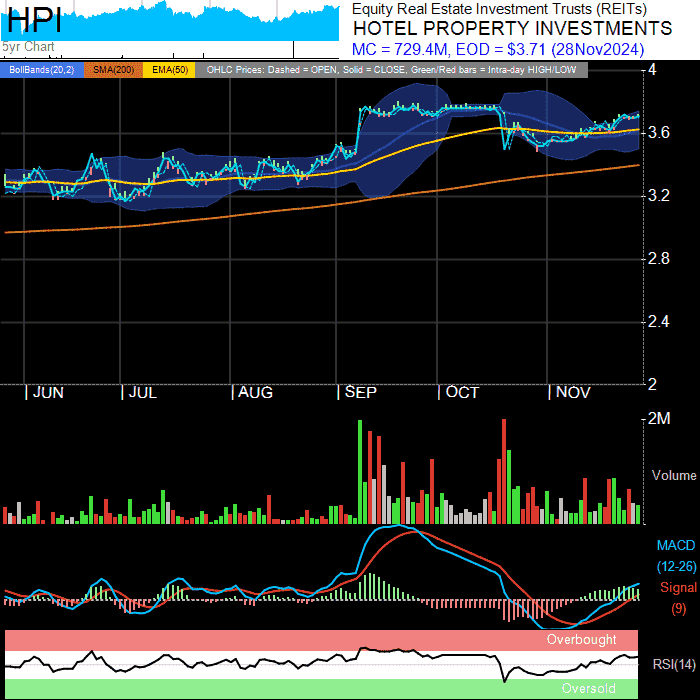 HPI
5yr Chart
Equity Real Estate Investment Trusts (REITs)
HOTEL PROPERTY INVESTMENTS
MC = 729.4M, EOD = $3.71 (28Nov2024)
BollBands(20,2) SMA(200) EMA(50) OHLC Prices: Dashed = OPEN, Solid = CLOSE, Green/Red bars = Intra-day HIGH/LOW
4
3.6
3.2
2.8
2.4
2
JUN JUL AUG SEP OCT NOV
2M
Volume
MACD
(12-26)
Signal
(9)
Overbought
RSI(14)
Oversold